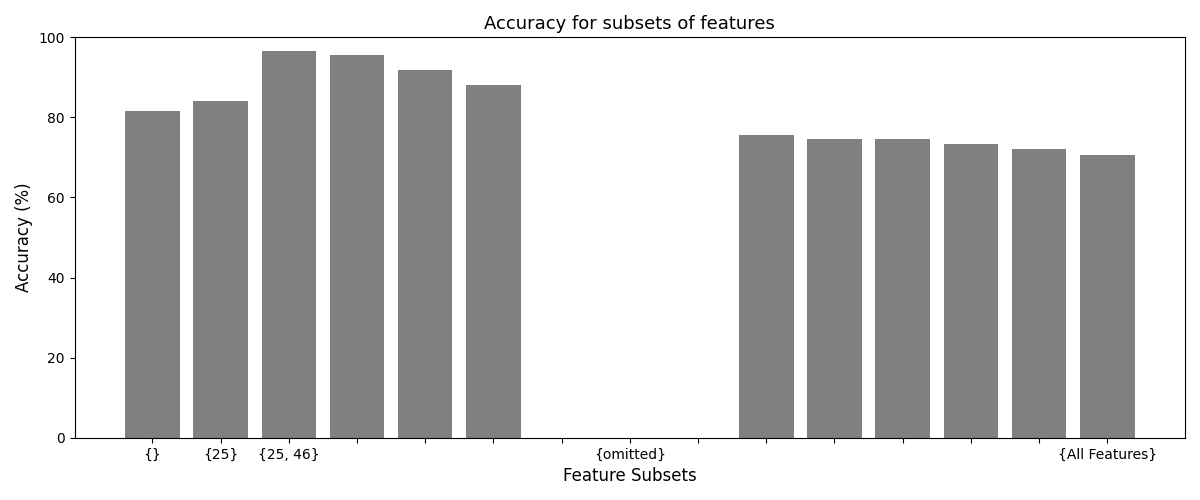 Accuracy for subsets of features
Accuracy (%)
100
80
60
40
20
0
{} {25} {25, 46} {omitted} {All Features}
Feature Subsets